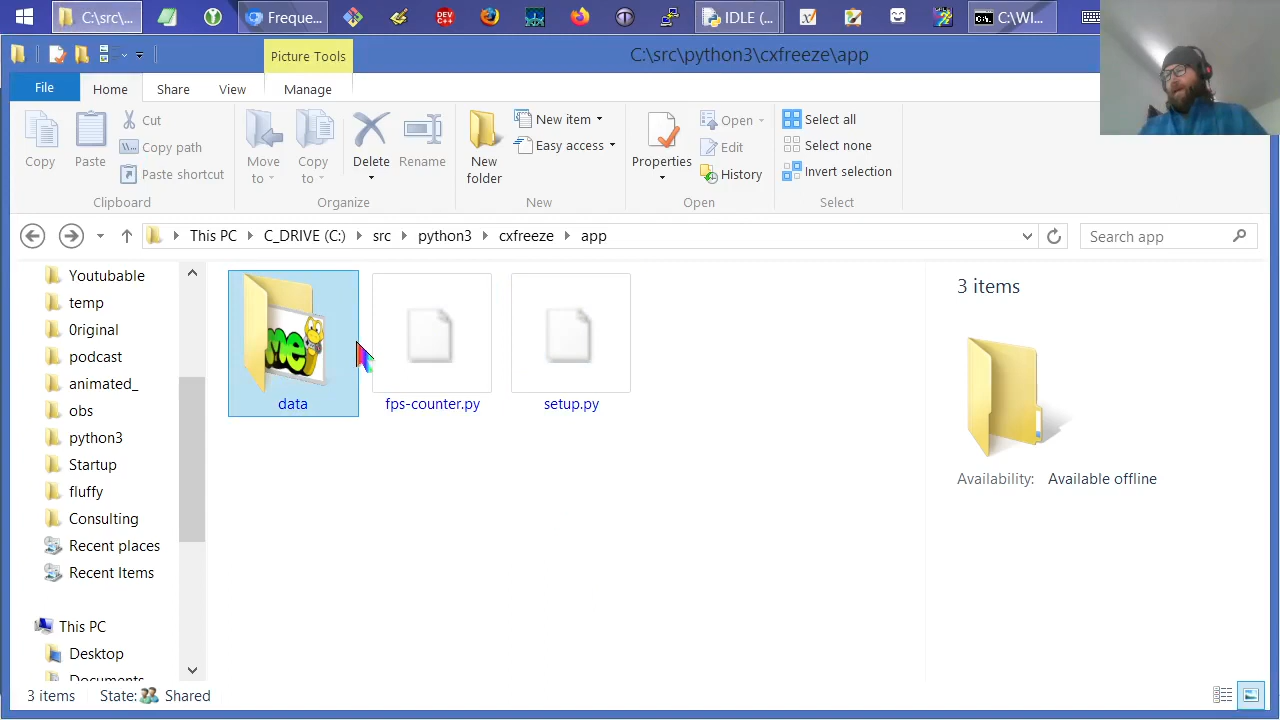 C:\src\...
Freque...
DEV C++
IDLE (...
C:\WI...
Picture Tools
C:\src\python3\cxfreeze\app
File
Home
Share
View
Manage
Copy
Paste
Cut
Copy path
Paste shortcut
Clipboard
Move to
Copy to
Delete
Rename
Organize
New folder
New item
Easy access
New
Properties
Open
Edit
History
Open
Select all
Select none
Invert selection
Select
This PC
C_DRIVE (C:)
src
python3
cxfreeze
app
Search app
Youtubable
temp
0riginal
podcast
animated_
obs
python3
Startup
fluffy
Consulting
Recent places
Recent Items
This PC
Desktop
me
data
fps-counter.py
setup.py
3 items
Availability: Available offline
3 items
State: Shared